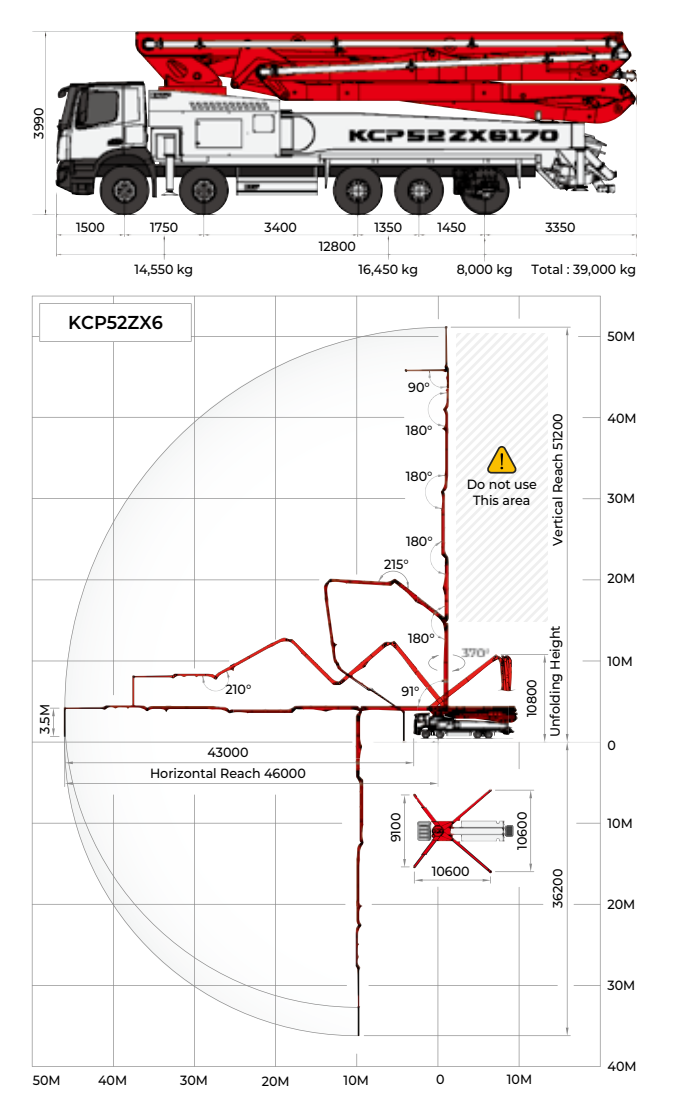 3990
KCP52ZX6170
1500 1750 3400 1350 1450 3350
12800
14,550 kg 16,450 kg 8,000 kg Total : 39,000 kg
KCP52ZX6
50M
90°
180°
40M
Vertical Reach 51200
Do not use
This area
180°
30M
180°
215°
20M
180°
370°
Unfolding Height
10M
210°
91°
10800
3.5M
0
43000
Horizontal Reach 46000
9100
10600
10600
10M
36200
20M
30M
40M
50M 40M 30M 20M 10M 0 10M